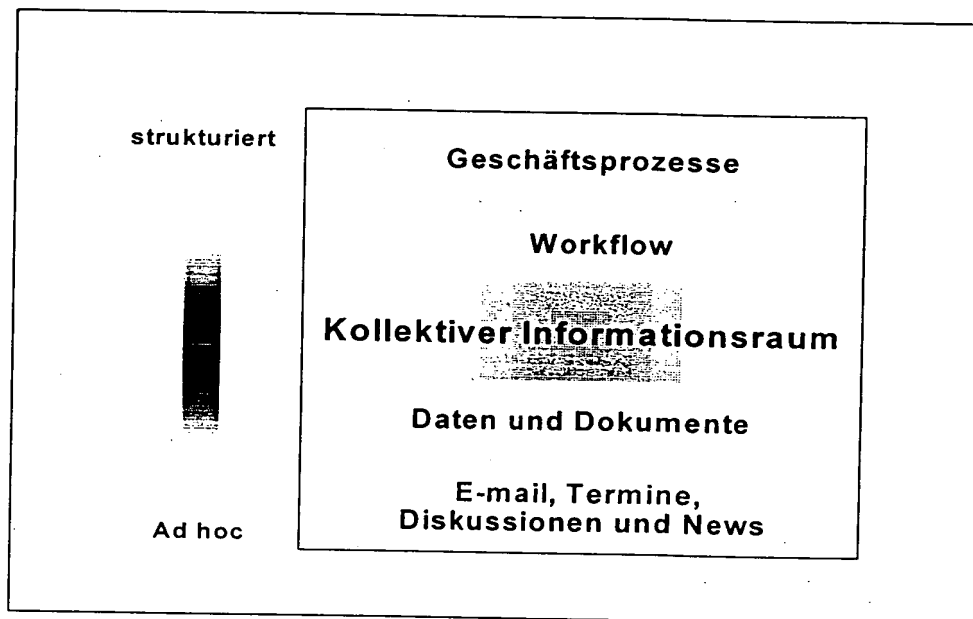 strukturiert
Geschäftsprozesse
Workflow
Kollektiver Informationsraum
Daten und Dokumente
E-mail, Termine,
Diskussionen und News
Ad hoc